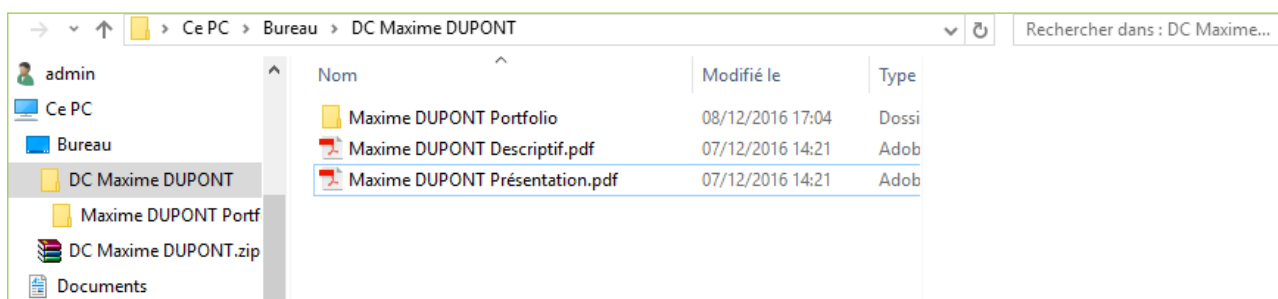 Ce PC > Bureau > DC Maxime DUPONT
Rechercher dans : DC Maxime...
admin
Ce PC
Bureau
DC Maxime DUPONT
Maxime DUPONT Portf
DC Maxime DUPONT.zip
Documents
Nom Modifié le Type
Maxime DUPONT Portfolio 08/12/2016 17:04 Dossi
Maxime DUPONT Descriptif.pdf 07/12/2016 14:21 Adob
Maxime DUPONT Présentation.pdf 07/12/2016 14:21 Adob